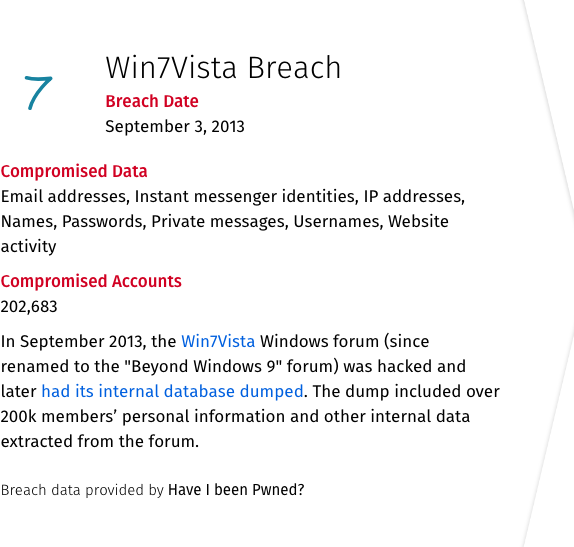 7
Win7Vista Breach
Breach Date
September 3, 2013
Compromised Data
Email addresses, Instant messenger identities, IP addresses,
Names, Passwords, Private messages, Usernames, Website
activity
Compromised Accounts
202,683
In September 2013, the Win7Vista Windows forum (since
renamed to the "Beyond Windows 9" forum) was hacked and
later had its internal database dumped. The dump included over
200k members’ personal information and other internal data
extracted from the forum.
Breach data provided by Have I been Pwned?